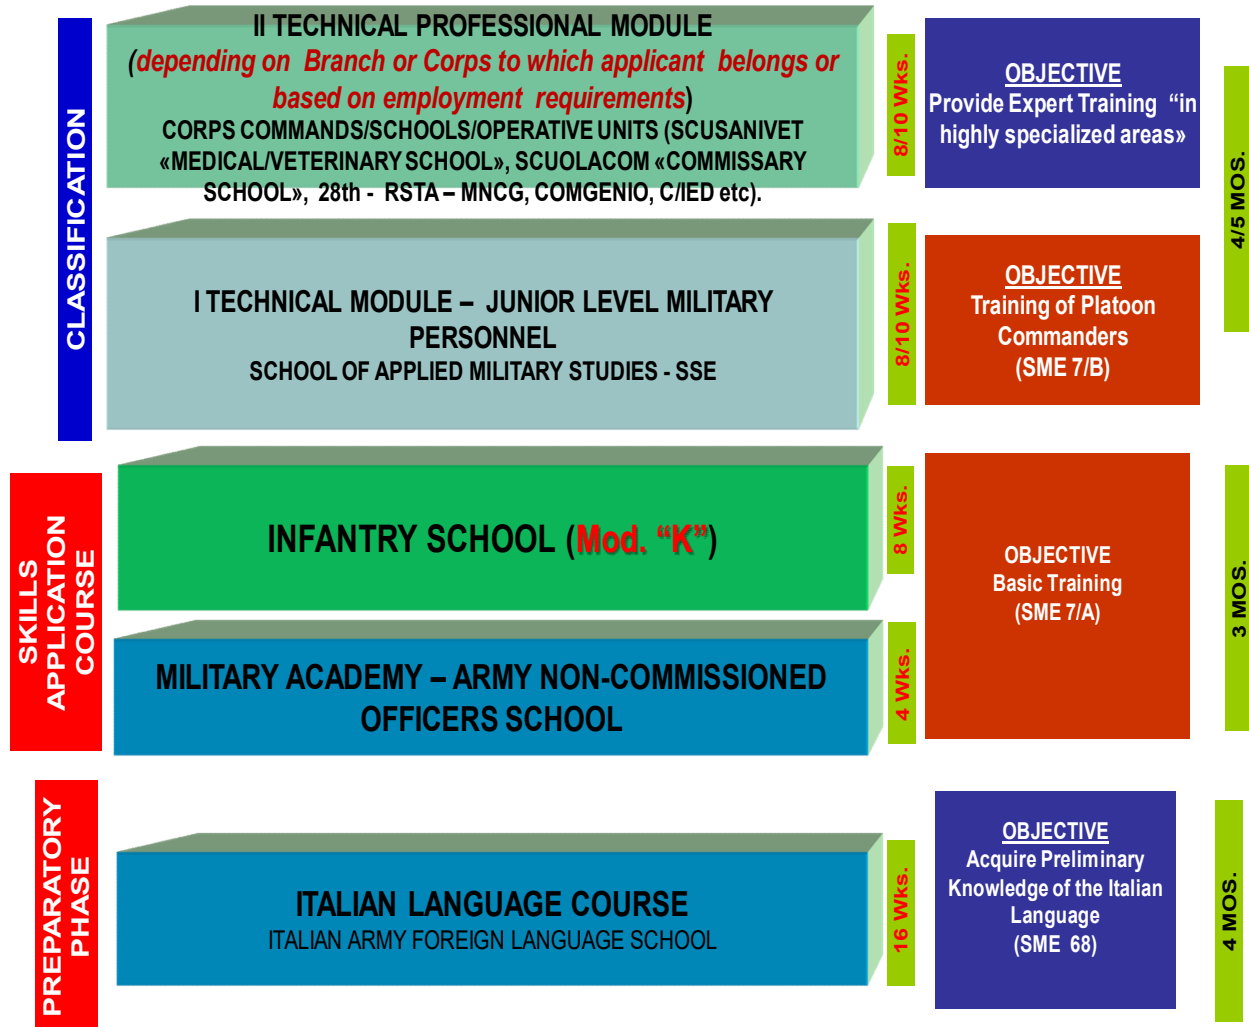 CLASSIFICATION
II TECHNICAL PROFESSIONAL MODULE
(depending on Branch or Corps to which applicant belongs or
based on employment requirements)
CORPS COMMANDS/SCHOOLS/OPERATIVE UNITS (SCUSANIVET
«MEDICAL/VETERINARY SCHOOL», SCUOLACOM «COMMISSARY
SCHOOL», 28th - RSTA – MNCG, COMGENIO, C/IED etc).
8/10 Wks.
OBJECTIVE
Provide Expert Training “in
highly specialized areas»
4/5 MOS.
I TECHNICAL MODULE – JUNIOR LEVEL MILITARY
PERSONNEL
SCHOOL OF APPLIED MILITARY STUDIES - SSE
8/10 Wks.
OBJECTIVE
Training of Platoon
Commanders
(SME 7/B)
SKILLS
APPLICATION
COURSE
INFANTRY SCHOOL (Mod. “K”)
8 Wks.
OBJECTIVE
Basic Training
(SME 7/A)
3 MOS.
MILITARY ACADEMY – ARMY NON-COMMISSIONED
OFFICERS SCHOOL
4 Wks.
PREPARATORY
PHASE
ITALIAN LANGUAGE COURSE
ITALIAN ARMY FOREIGN LANGUAGE SCHOOL
16 Wks.
OBJECTIVE
Acquire Preliminary
Knowledge of the Italian
Language
(SME 68)
4 MOS.